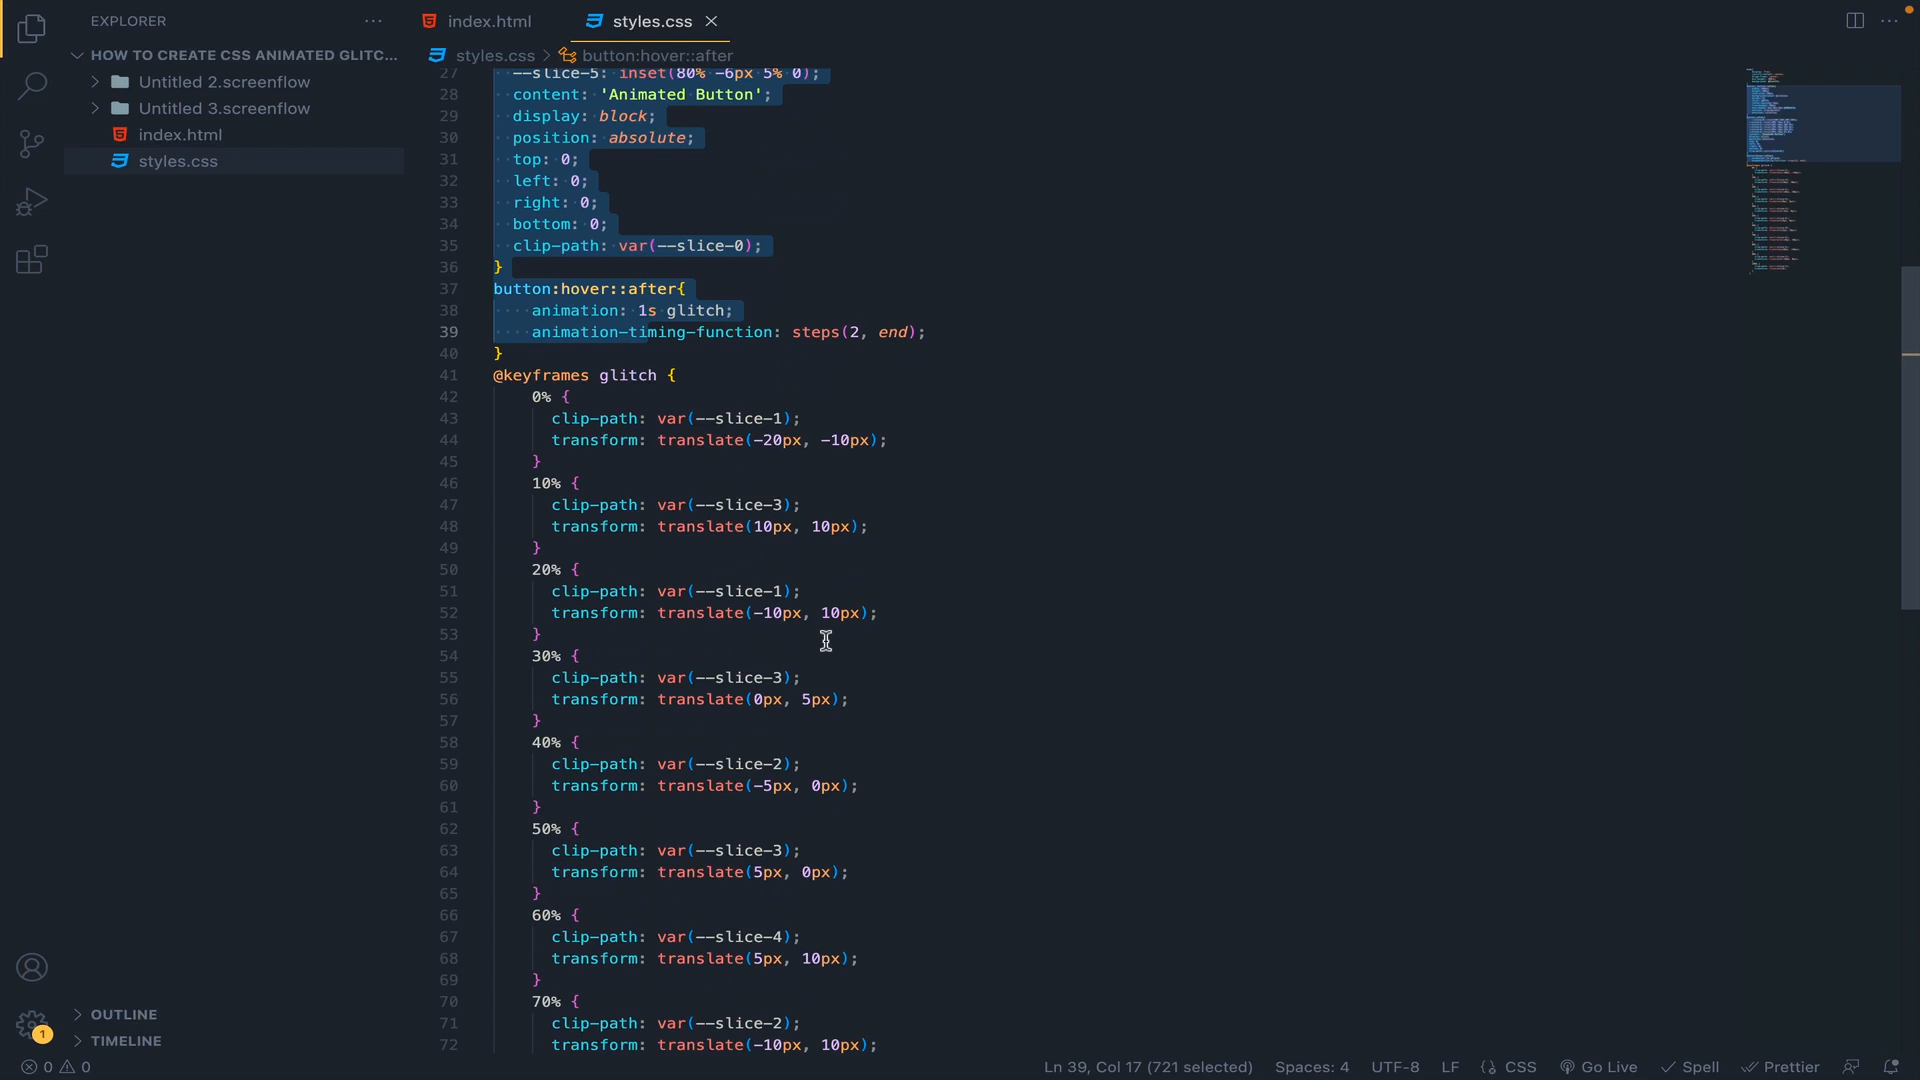 EXPLORER
HOW TO CREATE CSS ANIMATED GLITC...
Untitled 2.screenflow
Untitled 3.screenflow
index.html
styles.css
OUTLINE
TIMELINE
index.html
styles.css
styles.css > button:hover::after
27 --slice-5: inset(80% -6px 5% 0);
28 content: 'Animated Button';
29 display: block;
30 position: absolute;
31 top: 0;
32 left: 0;
33 right: 0;
34 bottom: 0;
35 clip-path: var(--slice-0);
36 }
37 button:hover::after{
38 animation: 1s glitch;
39 animation-timing-function: steps(2, end);
40 }
41 @keyframes glitch {
42 0% {
43 clip-path: var(--slice-1);
44 transform: translate(-20px, -10px);
45 }
46 10% {
47 clip-path: var(--slice-3);
48 transform: translate(10px, 10px);
49 }
50 20% {
51 clip-path: var(--slice-1);
52 transform: translate(-10px, 10px);
53 }
54 30% {
55 clip-path: var(--slice-3);
56 transform: translate(0px, 5px);
57 }
58 40% {
59 clip-path: var(--slice-2);
60 transform: translate(-5px, 0px);
61 }
62 50% {
63 clip-path: var(--slice-3);
64 transform: translate(5px, 0px);
65 }
66 60% {
67 clip-path: var(--slice-4);
68 transform: translate(5px, 10px);
69 }
70 70% {
71 clip-path: var(--slice-2);
72 transform: translate(-10px, 10px);
1
0 0
Ln 39, Col 17 (721 selected) Spaces: 4 UTF-8 LF {} CSS Go Live Spell Prettier